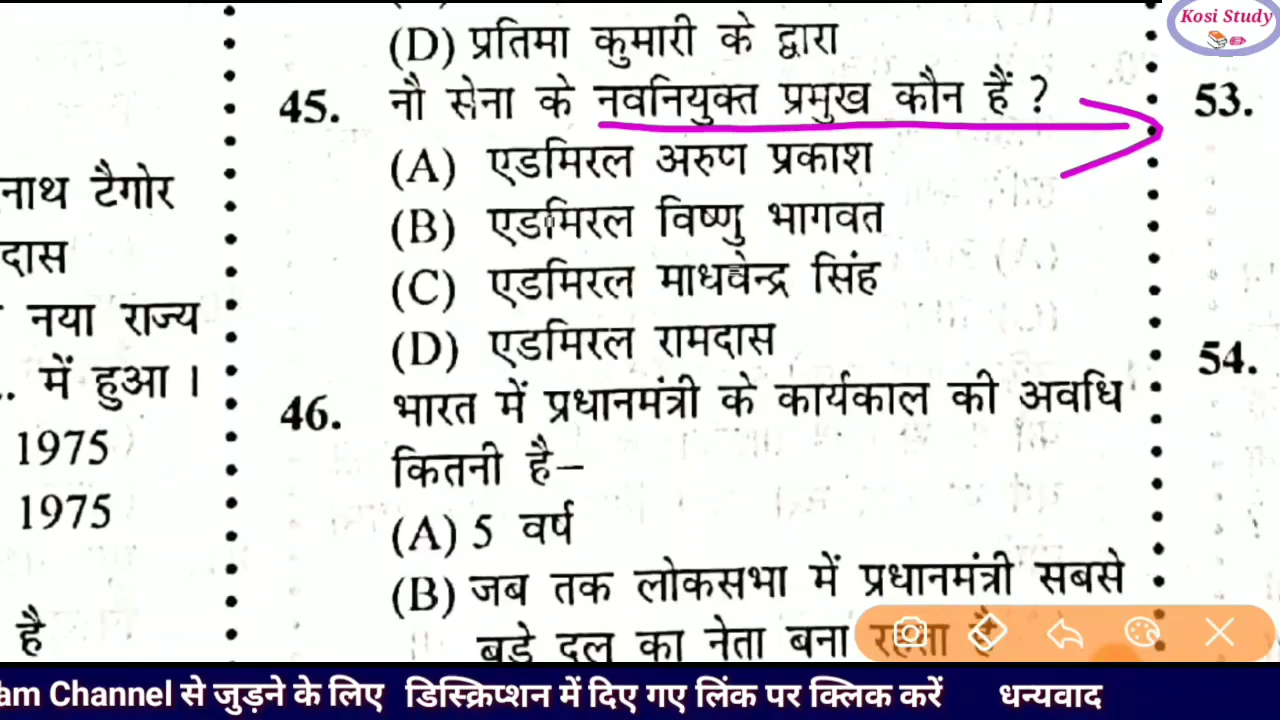 Kosi Study
नाथ टैगोर
दास
नया राज्य
.. में हुआ ।
1975
1975
है
(D) प्रतिमा कुमारी के द्वारा
45. नौ सेना के नवनियुक्त प्रमुख कौन हैं ?
(A) एडमिरल अरुण प्रकाश
(B) एडमिरल विष्णु भागवत
(C) एडमिरल माधवेन्द्र सिंह
(D) एडमिरल रामदास
46. भारत में प्रधानमंत्री के कार्यकाल की अवधि
कितनी है–
(A) 5 वर्ष
(B) जब तक लोकसभा में प्रधानमंत्री सबसे
बड़े दल का नेता बना रहता है
53.
54.
am Channel से जुड़ने के लिए डिस्क्रिप्शन में दिए गए लिंक पर क्लिक करें धन्यवाद